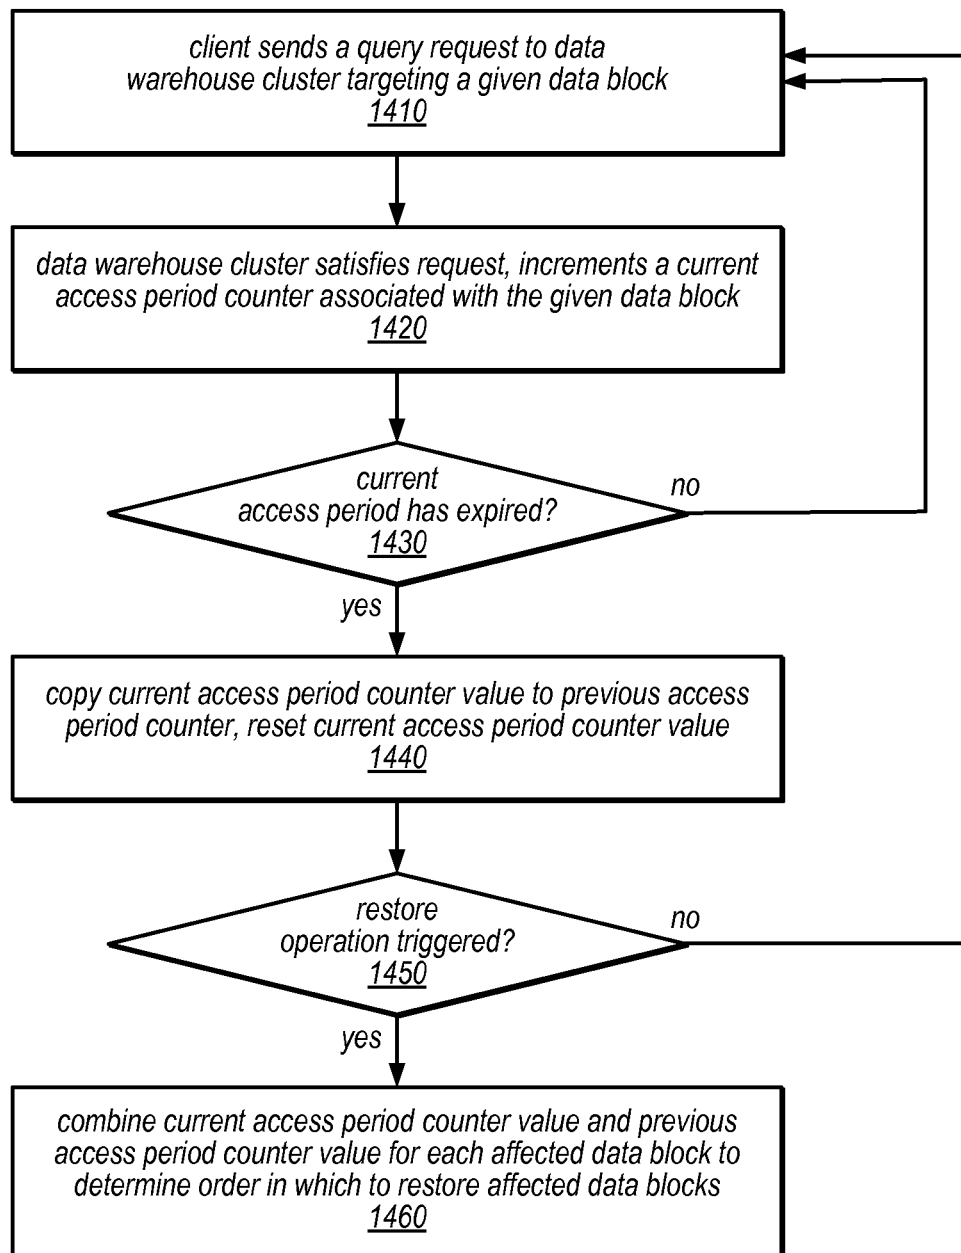 client sends a query request to data
warehouse cluster targeting a given data block
1410
data warehouse cluster satisfies request, increments a current
access period counter associated with the given data block
1420
current
access period has expired?
1430
no
yes
copy current access period counter value to previous access
period counter, reset current access period counter value
1440
restore
operation triggered?
1450
no
yes
combine current access period counter value and previous
access period counter value for each affected data block to
determine order in which to restore affected data blocks
1460